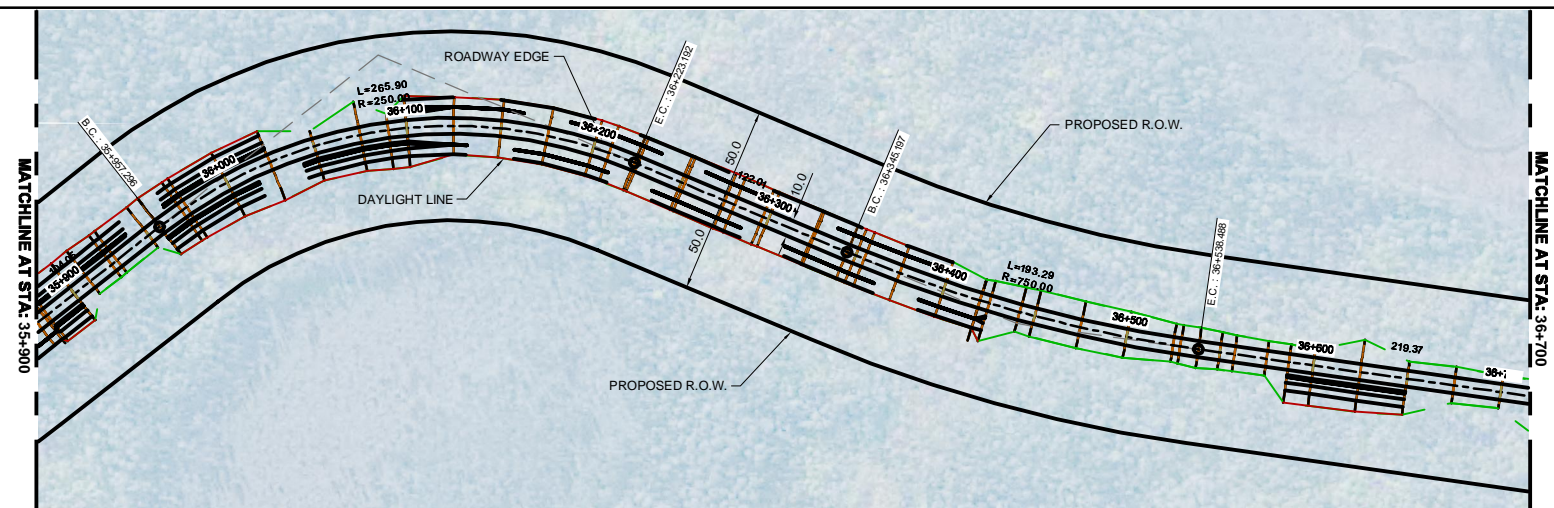 MATCHLINE AT STA: 35+900
B.C. : 35+957.296
36+900
36+000
L=265.90
R=250.00
36+100
ROADWAY EDGE
DAYLIGHT LINE
36+200
E.C. : 36+223.192
50.0
122.01
36+300
10.0
50.0
B.C. : 36+345.197
PROPOSED R.O.W.
PROPOSED R.O.W.
36+400
L=193.29
R=750.00
36+500
E.C. : 36+538.488
36+600
219.37
MATCHLINE AT STA: 36+700